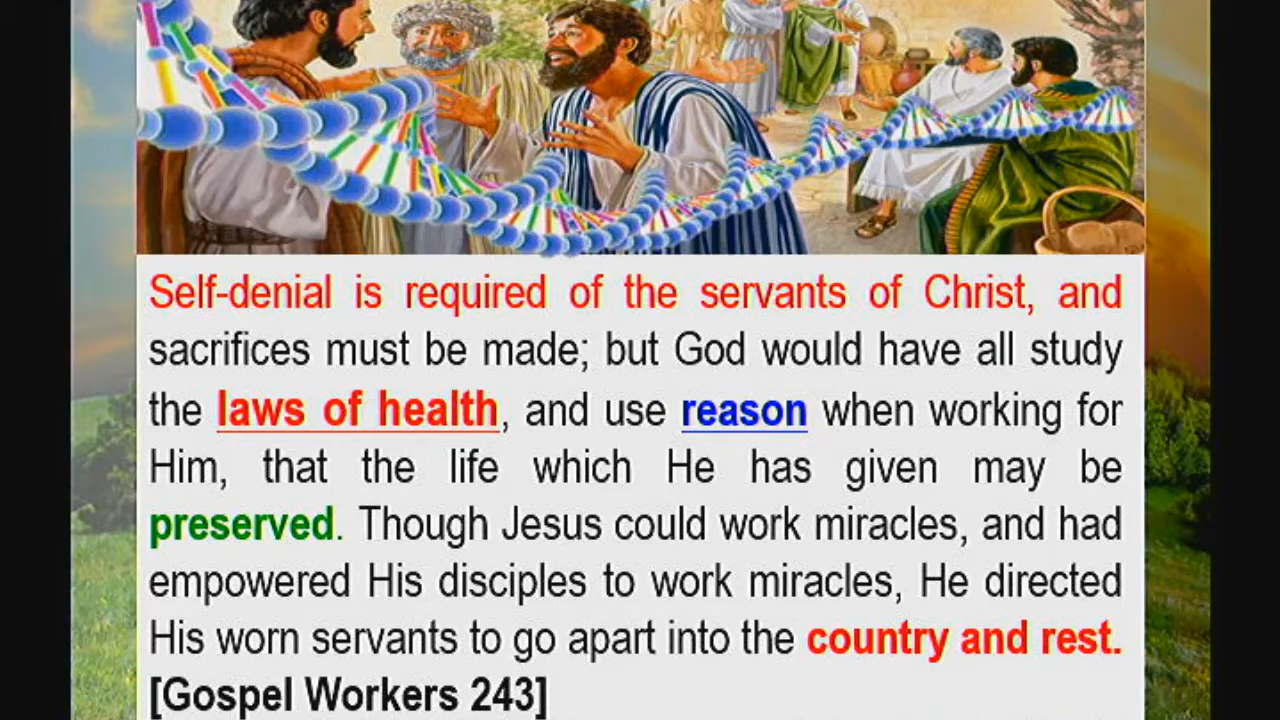 Self-denial is required of the servants of Christ, and
sacrifices must be made; but God would have all study
the laws of health, and use reason when working for
Him, that the life which He has given may be
preserved. Though Jesus could work miracles, and had
empowered His disciples to work miracles, He directed
His worn servants to go apart into the country and rest.
[Gospel Workers 243]